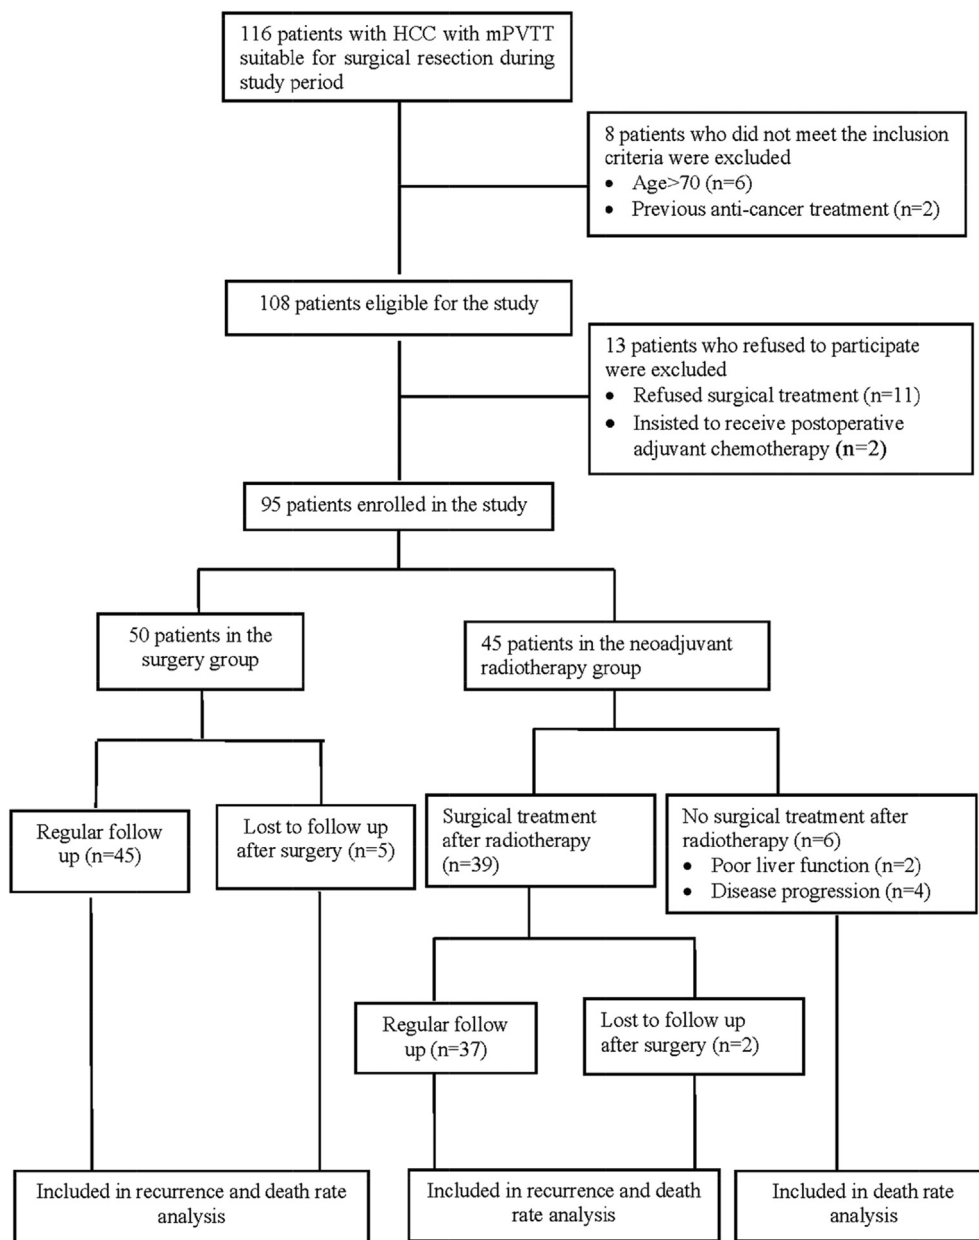 116 patients with HCC with mPVTT
suitable for surgical resection during
study period
8 patients who did not meet the inclusion
criteria were excluded
• Age>70 (n=6)
• Previous anti-cancer treatment (n=2)
108 patients eligible for the study
13 patients who refused to participate
were excluded
• Refused surgical treatment (n=11)
• Insisted to receive postoperative
adjuvant chemotherapy (n=2)
95 patients enrolled in the study
50 patients in the
surgery group
45 patients in the neoadjuvant
radiotherapy group
Regular follow
up (n=45)
Lost to follow up
after surgery (n=5)
Surgical treatment
after radiotherapy
(n=39)
No surgical treatment after
radiotherapy (n=6)
• Poor liver function (n=2)
• Disease progression (n=4)
Regular follow
up (n=37)
Lost to follow up
after surgery (n=2)
Included in recurrence and death rate
analysis
Included in recurrence and death
rate analysis
Included in death rate
analysis